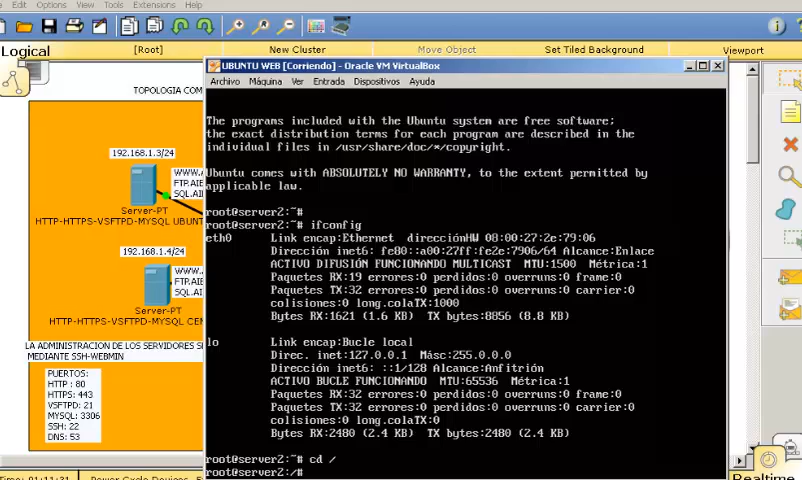 Edit Options View Tools Extensions Help
Logical [Root] New Cluster Move Object Set Tiled Background Viewport
UBUNTU WEB [Corriendo] - Oracle VM VirtualBox
Archivo Máquina Ver Entrada Dispositivos Ayuda
TOPOLOGIA COM
192.168.1.3/24
WWW.A
FTP.AIE
SQL.AI
Server-PT
HTTP-HTTPS-VSFTPD-MYSQL UBUNT
192.168.1.4/24
WWW.
FTP.AIE
SQL.AI
Server-PT
HTTP-HTTPS-VSFTPD-MYSQL CEN
LA ADMINISTRACION DE LOS SERVIDORES S
MEDIANTE SSH-WEBMIN
PUERTOS:
HTTP : 80
HTTPS: 443
VSFTPD: 21
MYSQL: 3306
SSH: 22
DNS: 53
The programs included with the Ubuntu system are free software;
the exact distribution terms for each program are described in the
individual files in /usr/share/doc/*/copyright.
Ubuntu comes with ABSOLUTELY NO WARRANTY, to the extent permitted by
applicable law.
root@server2:~#
root@server2:~# ifconfig
eth0 Link encap:Ethernet direcciónHW 08:00:27:2e:79:06
Dirección inet6: fe80::a00:27ff:fe2e:7906/64 Alcance:Enlace
ACTIVO DIFUSIÓN FUNCIONANDO MULTICAST MTU:1500 Métrica:1
Paquetes RX:19 errores:0 perdidos:0 overruns:0 frame:0
Paquetes TX:32 errores:0 perdidos:0 overruns:0 carrier:0
colisiones:0 long.colaTX:1000
Bytes RX:1621 (1.6 KB) TX bytes:8856 (8.8 KB)
lo Link encap:Bucle local
Direc. inet:127.0.0.1 Másc:255.0.0.0
Dirección inet6: ::1/128 Alcance:Anfitrión
ACTIVO BUCLE FUNCIONANDO MTU:65536 Métrica:1
Paquetes RX:32 errores:0 perdidos:0 overruns:0 frame:0
Paquetes TX:32 errores:0 perdidos:0 overruns:0 carrier:0
colisiones:0 long.colaTX:0
Bytes RX:2480 (2.4 KB) TX bytes:2480 (2.4 KB)
root@server2:~# cd /
root@server2:/#
Realtime